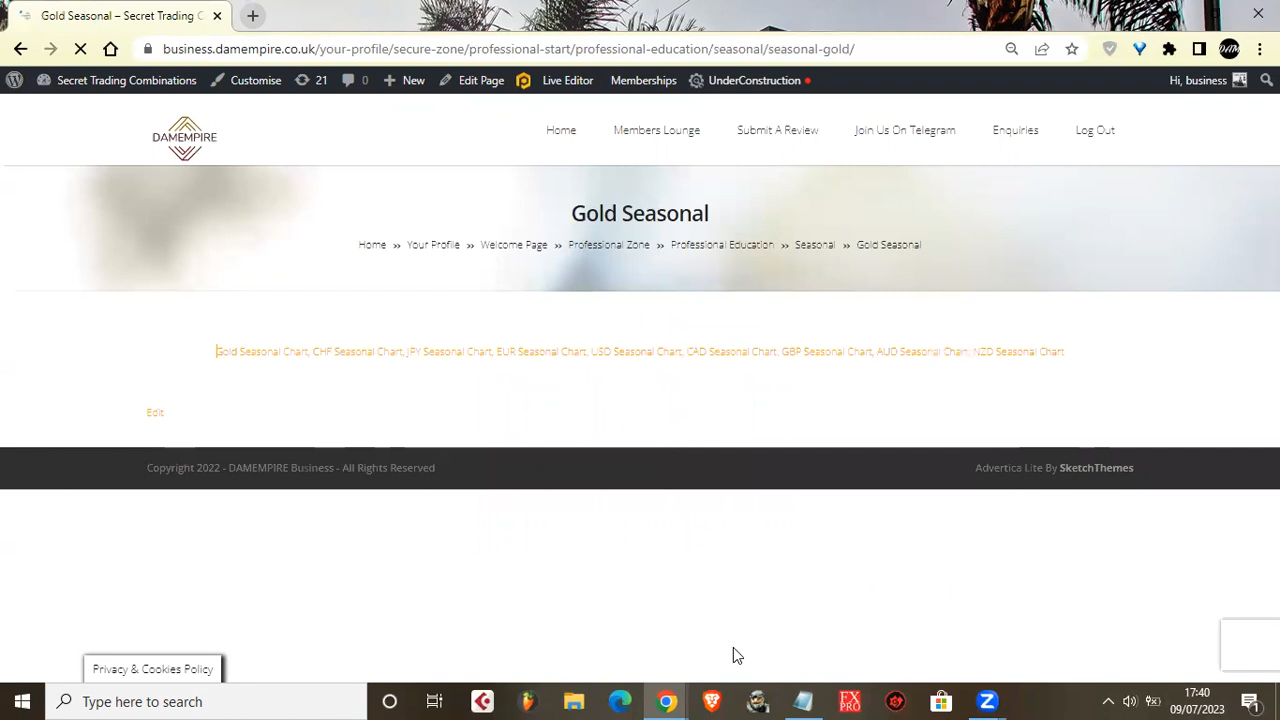 Gold Seasonal – Secret Trading C
business.damempire.co.uk/your-profile/secure-zone/professional-start/professional-education/seasonal/seasonal-gold/
Secret Trading Combinations Customise 21 0 New Edit Page Live Editor Memberships UnderConstruction Hi, business
DAMEMPIRE
Home Members Lounge Submit A Review Join Us On Telegram Enquiries Log Out
Gold Seasonal
Home » Your Profile » Welcome Page » Professional Zone » Professional Education » Seasonal » Gold Seasonal
Gold Seasonal Chart, CHF Seasonal Chart, JPY Seasonal Chart, EUR Seasonal Chart, USD Seasonal Chart, CAD Seasonal Chart, GBP Seasonal Chart, AUD Seasonal Chart, NZD Seasonal Chart
Edit
Copyright 2022 - DAMEMPIRE Business - All Rights Reserved Advertica Lite By SketchThemes
Privacy & Cookies Policy
Type here to search
FX
PRO
17:40
09/07/2023
1